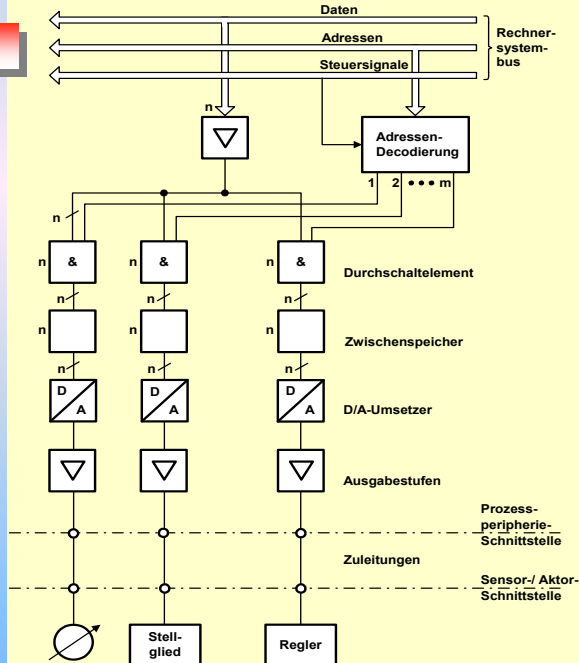 Daten
Adressen
Steuersignale
Rechner-
system-
bus
n
Adressen-
Decodierung
1 2 ••• m
n
n & n & n & Durchschaltelement
n n n
n n n Zwischenspeicher
n n n
D A D A D A D/A-Umsetzer
Ausgabestufen
Prozess-
peripherie-
Schnittstelle
Zuleitungen
Sensor-/ Aktor-
Schnittstelle
Stell-
glied
Regler